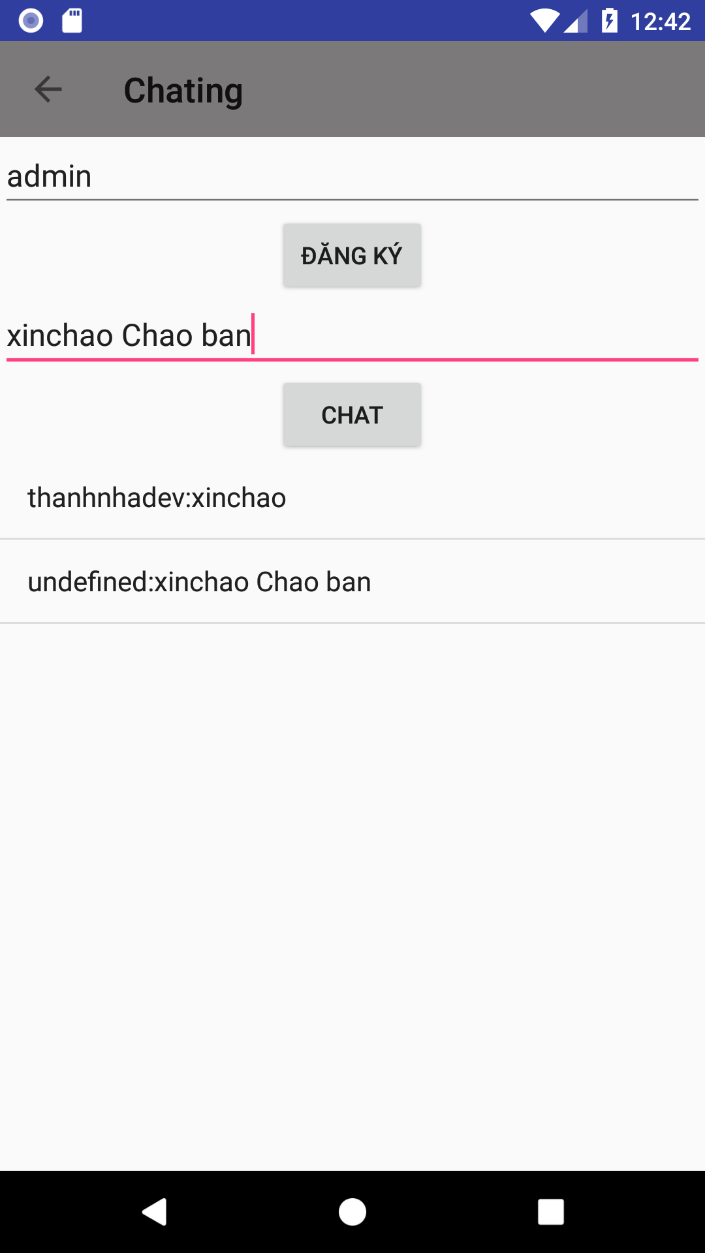 12:42
Chating
admin
ĐĂNG KÝ
xinchao Chao ban
CHAT
thanhnhadev:xinchao
undefined:xinchao Chao ban